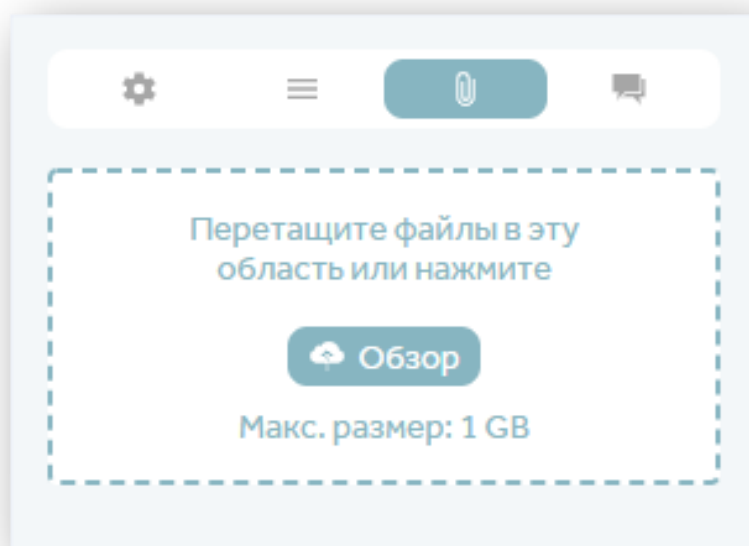 Перетащите файлы в эту
область или нажмите
Обзор
Макс. размер: 1 GB